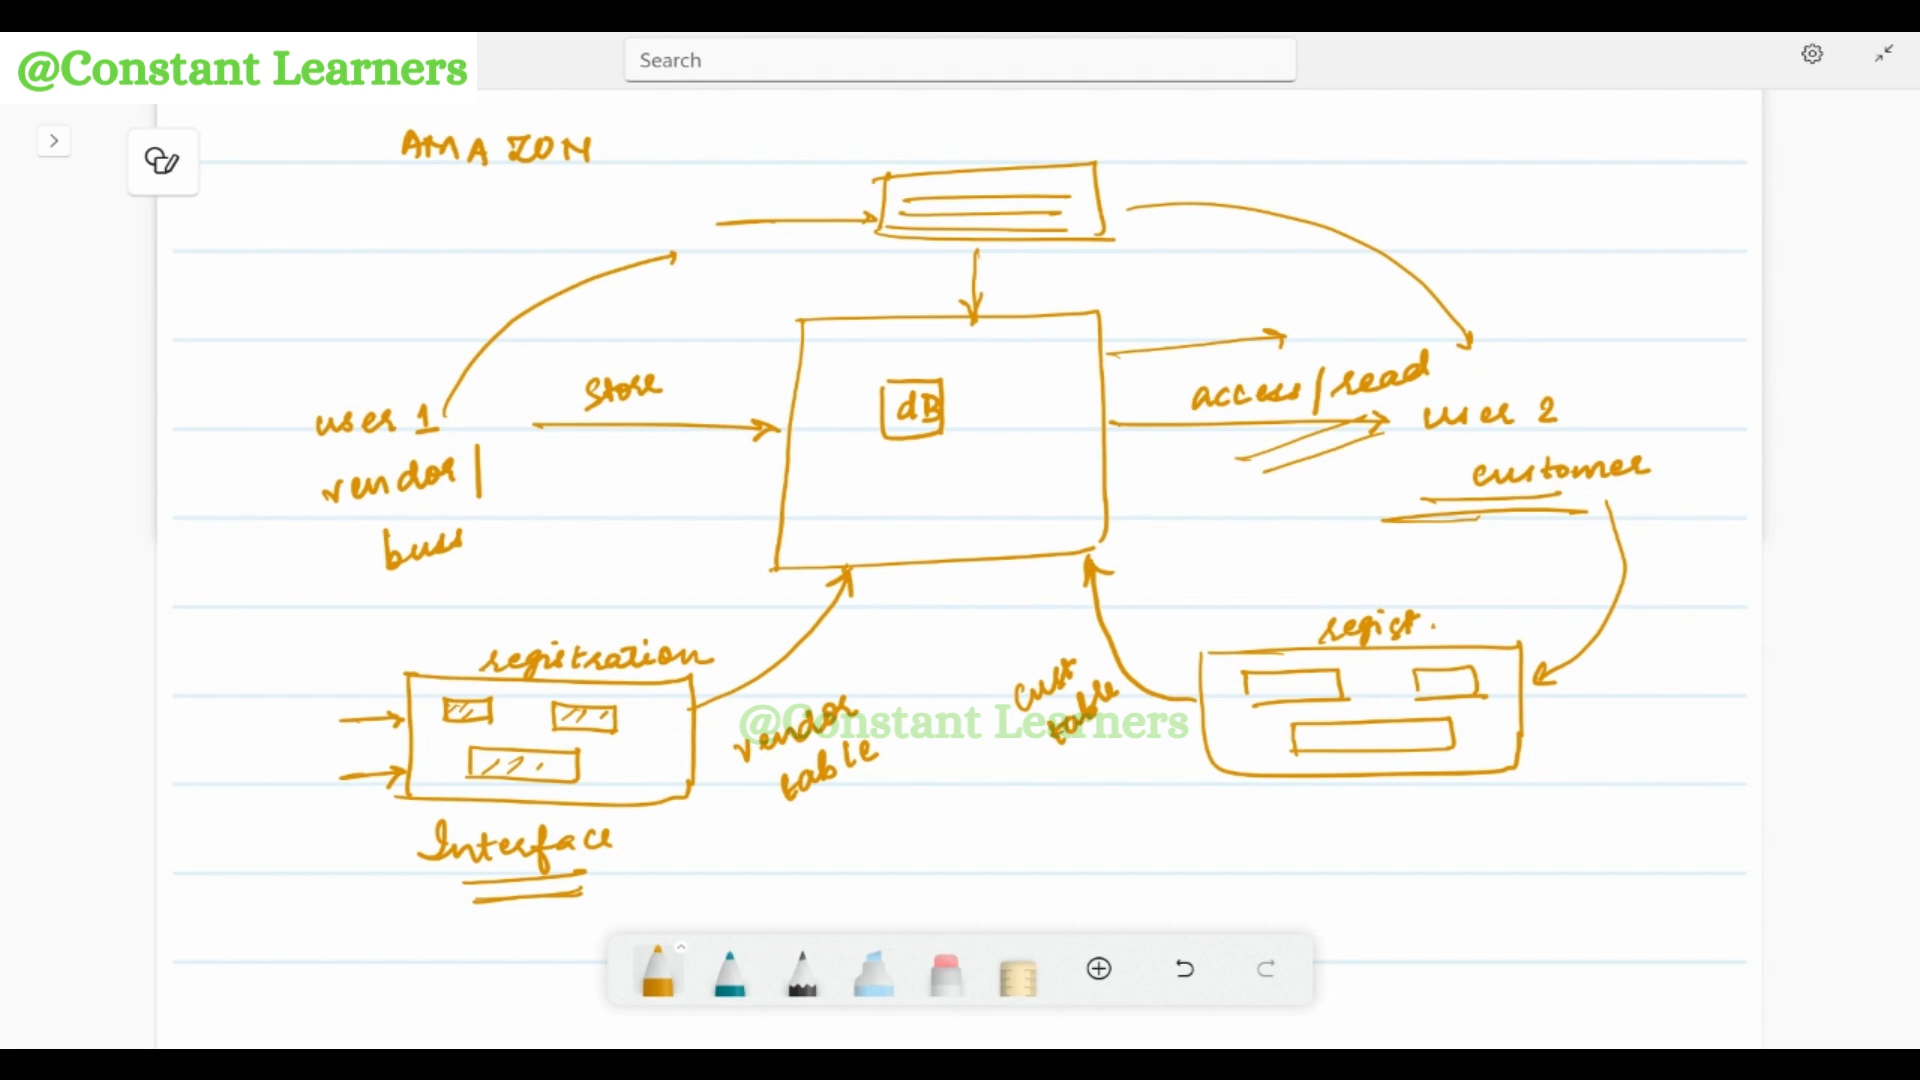 @Constant Learners
Search
AMAZON
store
access/read
dB
user 1
user 2
vendor |
customer
buss
registration
regist.
cust
table
vendor
table
@Constant Learners
Interface